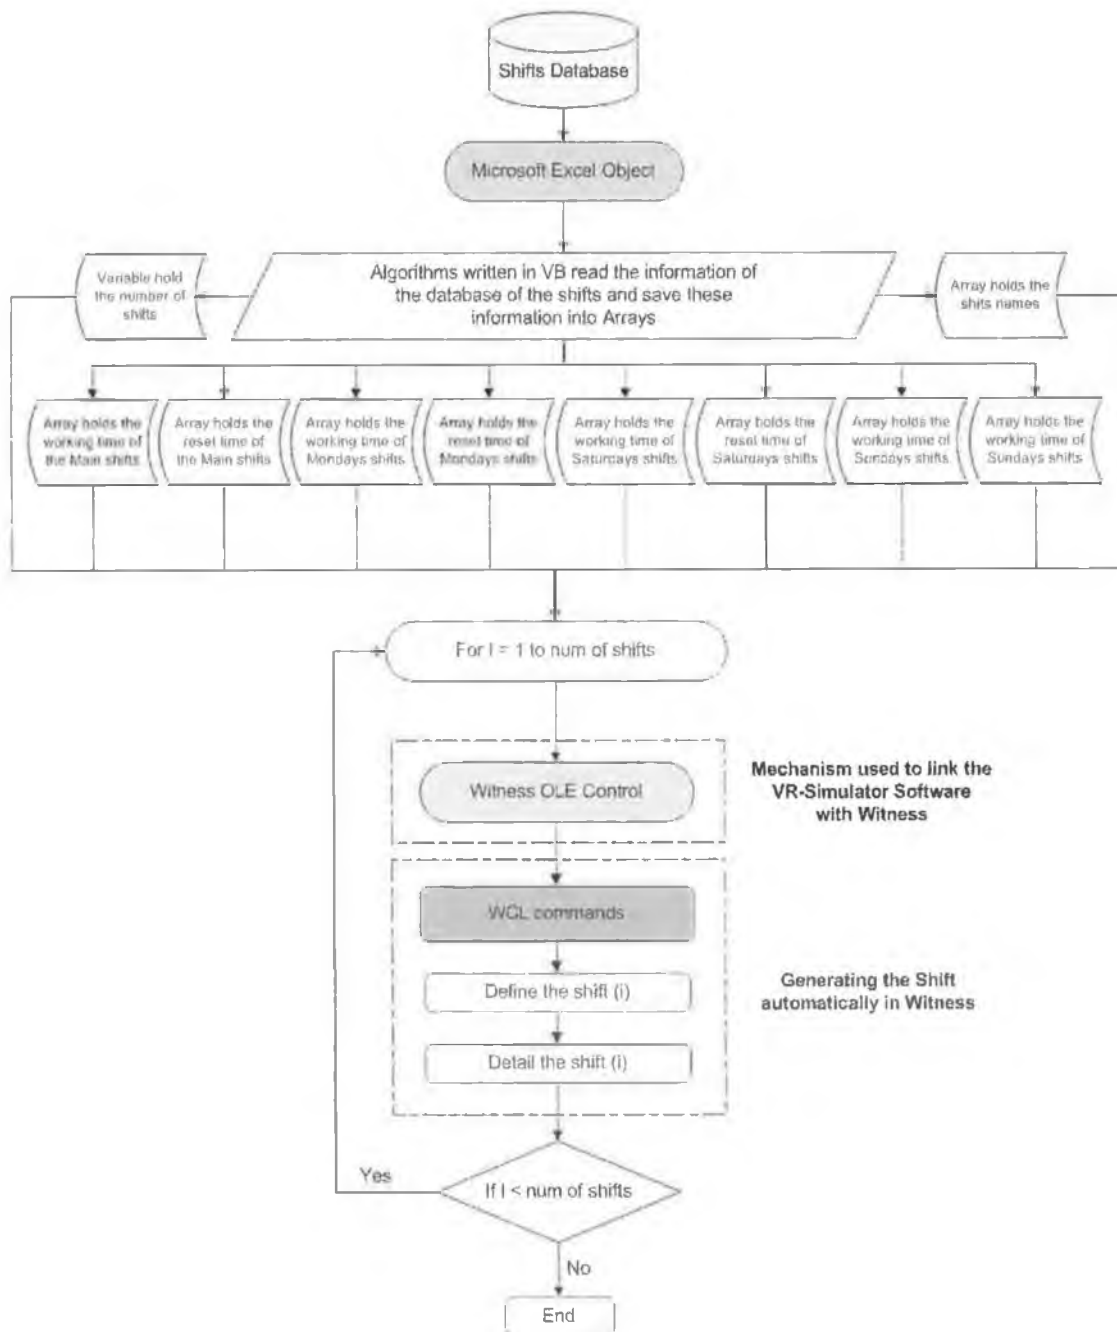 Shifts Database
Microsoft Excel Object
Variable hold
the number of
shifts
Algorithms written in VB read the information of
the database of the shifts and save these
information into Arrays
Array holds the
shits names
Array holds the
working time of
the Main shifts
Array holds the
reset time of
the Main shifts
Array holds the
working time of
Mondays shifts
Array holds the
reset time of
Mondays shifts
Array holds the
working time of
Saturdays shifts
Array holds the
reset time of
Saturdays shifts
Array holds the
working time of
Sundays shifts
Array holds the
working time of
Sundays shifts
For I = 1 to num of shifts
Witness OLE Control
Mechanism used to link the
VR-Simulator Software
with Witness
WCL commands
Define the shift (i)
Generating the Shift
automatically in Witness
Detail the shift (i)
Yes
If I < num of shifts
No
End